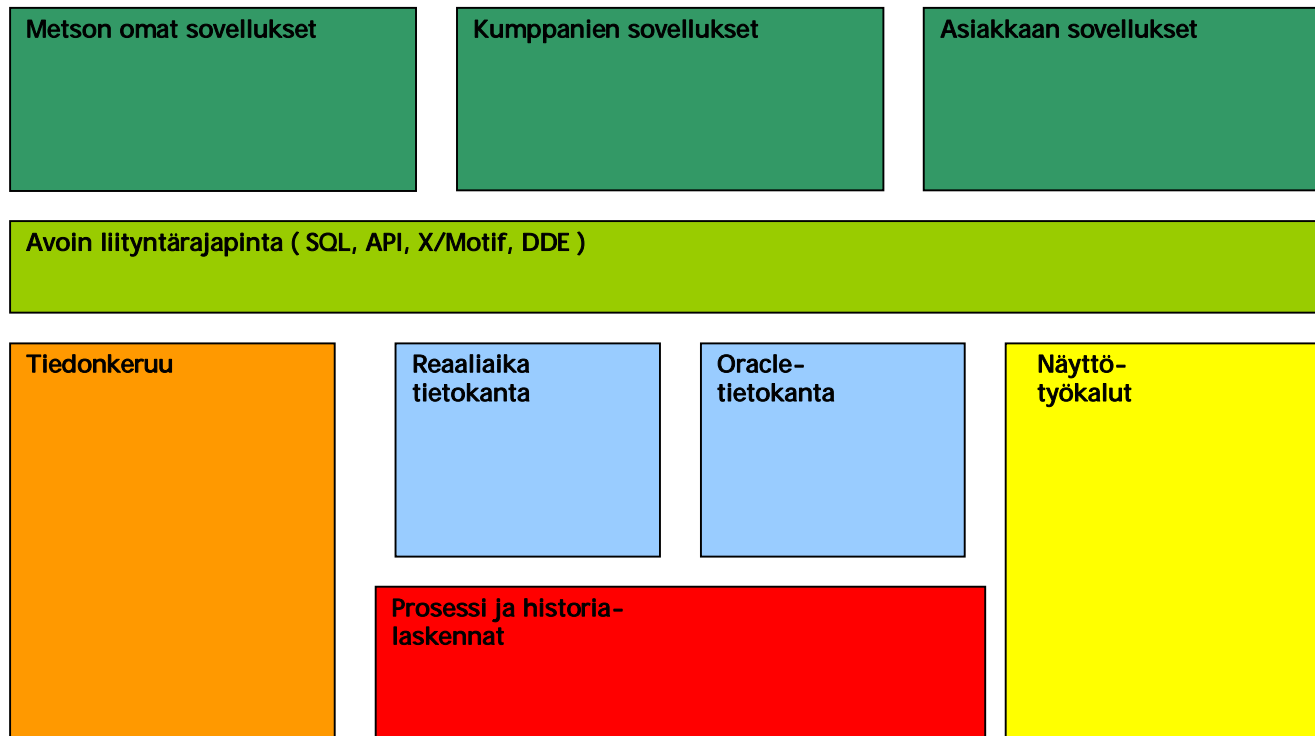 Metson omat sovellukset
Kumppanien sovellukset
Asiakkaan sovellukset
Avoin liityntärajapinta ( SQL, API, X/Motif, DDE )
Tiedonkeruu
Reaaliaika
tietokanta
Oracle-
tietokanta
Näyttö-
työkalut
Prosessi ja historia-
laskennat